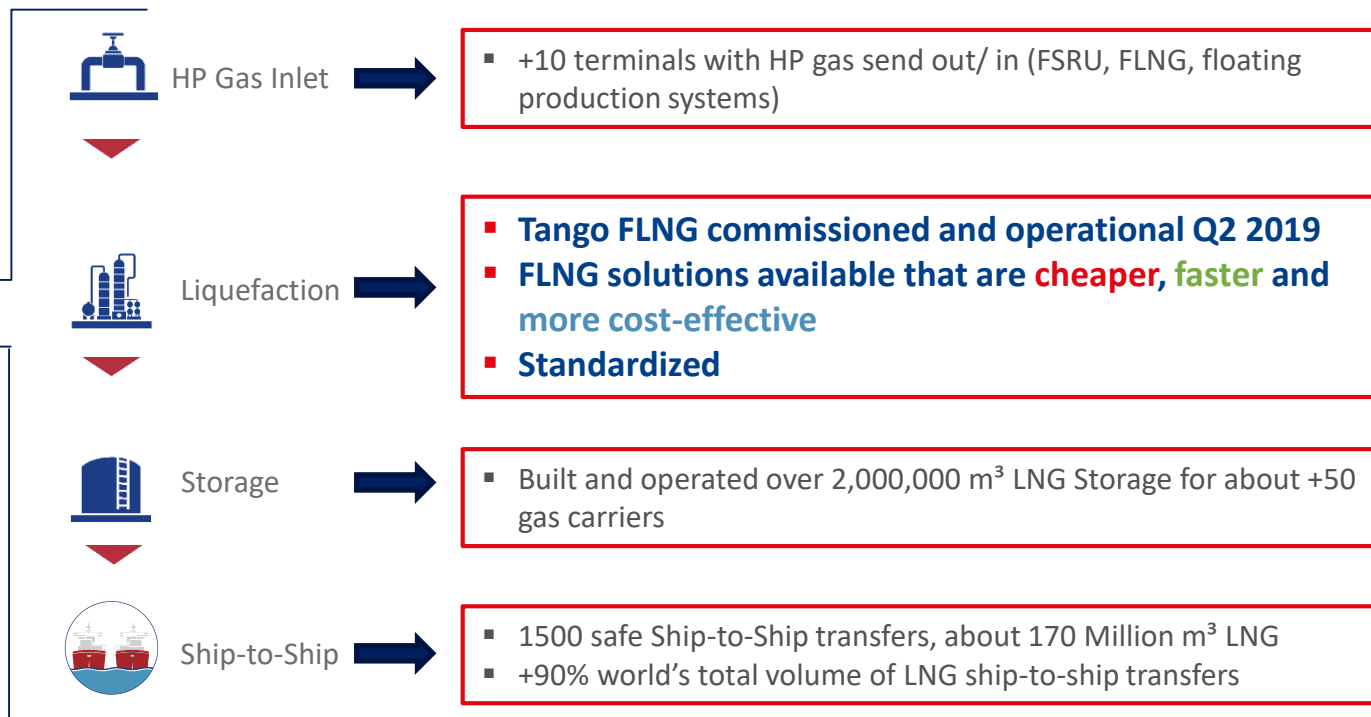 HP Gas Inlet
▪ +10 terminals with HP gas send out/ in (FSRU, FLNG, floating
production systems)
Liquefaction
▪ Tango FLNG commissioned and operational Q2 2019
▪ FLNG solutions available that are cheaper, faster and
more cost-effective
▪ Standardized
Storage
▪ Built and operated over 2,000,000 m³ LNG Storage for about +50
gas carriers
Ship-to-Ship
▪ 1500 safe Ship-to-Ship transfers, about 170 Million m³ LNG
▪ +90% world's total volume of LNG ship-to-ship transfers